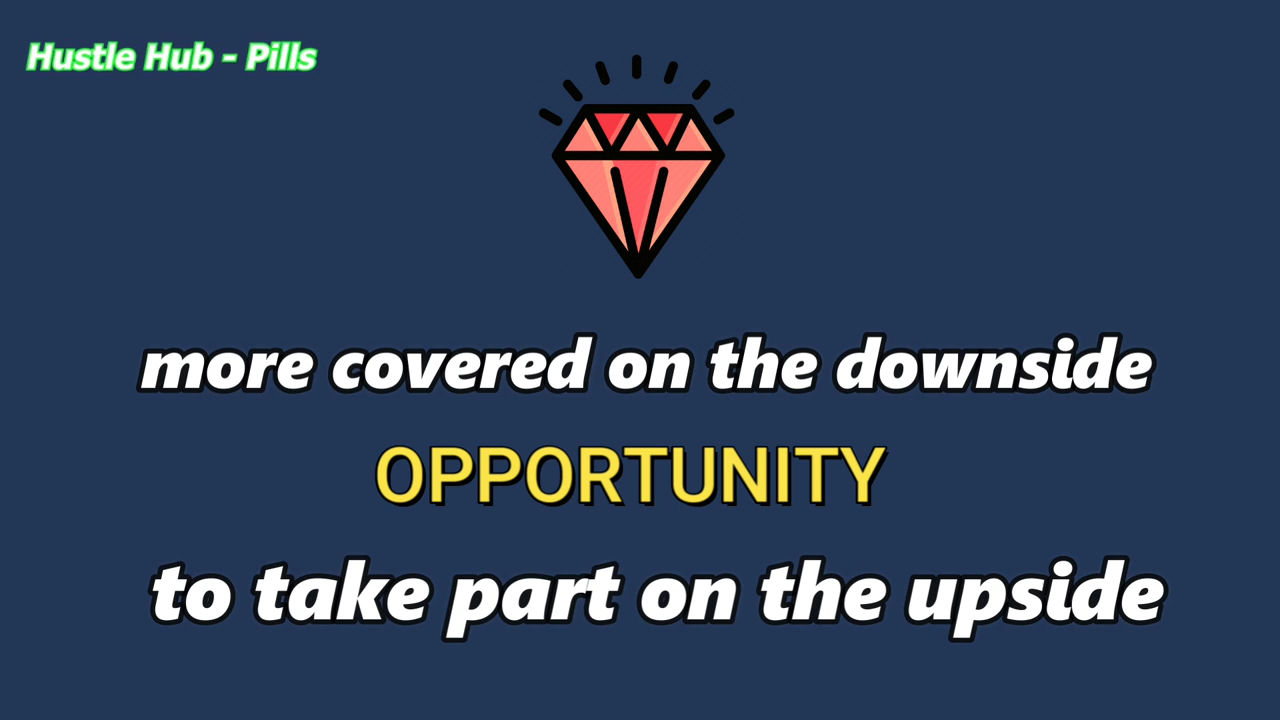 Hustle Hub - Pills
more covered on the downside
OPPORTUNITY
to take part on the upside